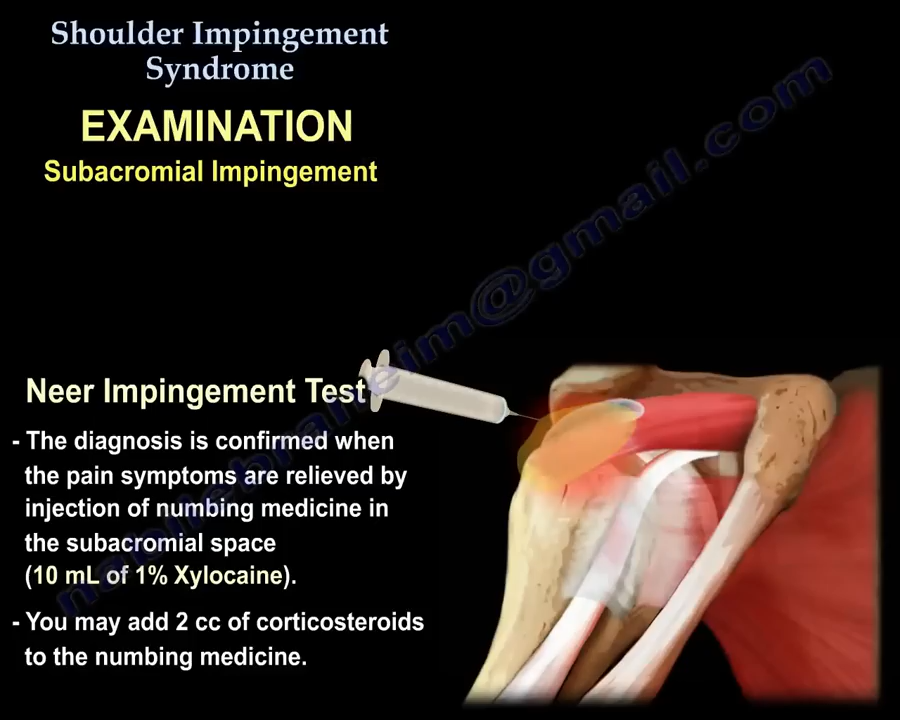 Shoulder Impingement
Syndrome
EXAMINATION
Subacromial Impingement
Neer Impingement Test
- The diagnosis is confirmed when
the pain symptoms are relieved by
injection of numbing medicine in
the subacromial space
(10 mL of 1% Xylocaine).
- You may add 2 cc of corticosteroids
to the numbing medicine.
nabilebraheim@gmail.com